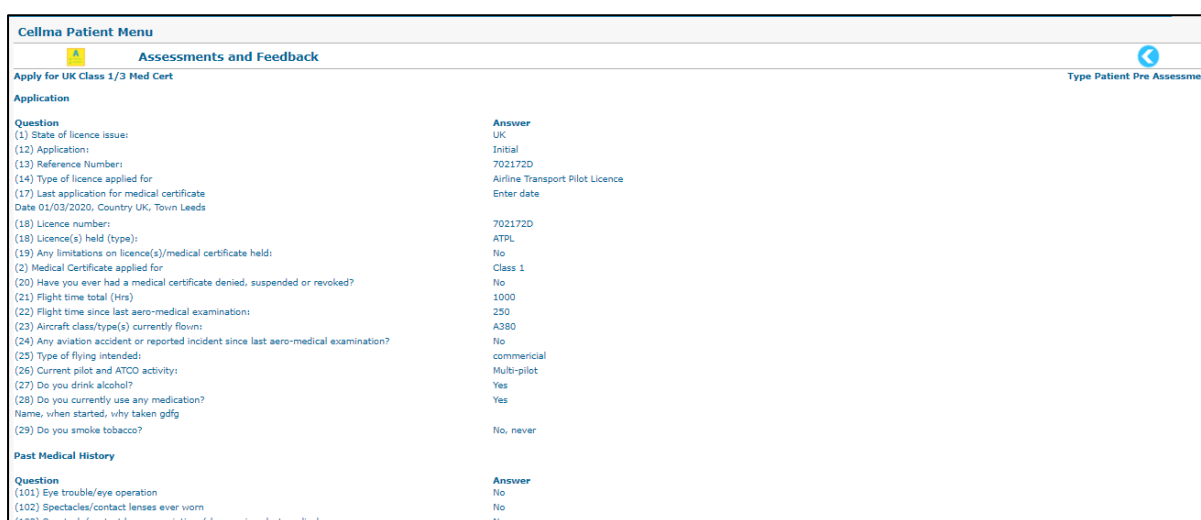 Cellma Patient Menu
A Assessments and Feedback
Apply for UK Class 1/3 Med Cert Type Patient Pre Assessme
Application
Question Answer
(1) State of licence issue: UK
(12) Application: Initial
(13) Reference Number: 702172D
(14) Type of licence applied for Airline Transport Pilot Licence
(17) Last application for medical certificate Enter date
Date 01/03/2020, Country UK, Town Leeds
(18) Licence number: 702172D
(18) Licence(s) held (type): ATPL
(19) Any limitations on licence(s)/medical certificate held: No
(2) Medical Certificate applied for Class 1
(20) Have you ever had a medical certificate denied, suspended or revoked? No
(21) Flight time total (Hrs) 1000
(22) Flight time since last aero-medical examination: 250
(23) Aircraft class/type(s) currently flown: A380
(24) Any aviation accident or reported incident since last aero-medical examination? No
(25) Type of flying intended: commericial
(26) Current pilot and ATCO activity: Multi-pilot
(27) Do you drink alcohol? Yes
(28) Do you currently use any medication? Yes
Name, when started, why taken gdfg
(29) Do you smoke tobacco? No, never
Past Medical History
Question Answer
(101) Eye trouble/eye operation No
(102) Spectacles/contact lenses ever worn No